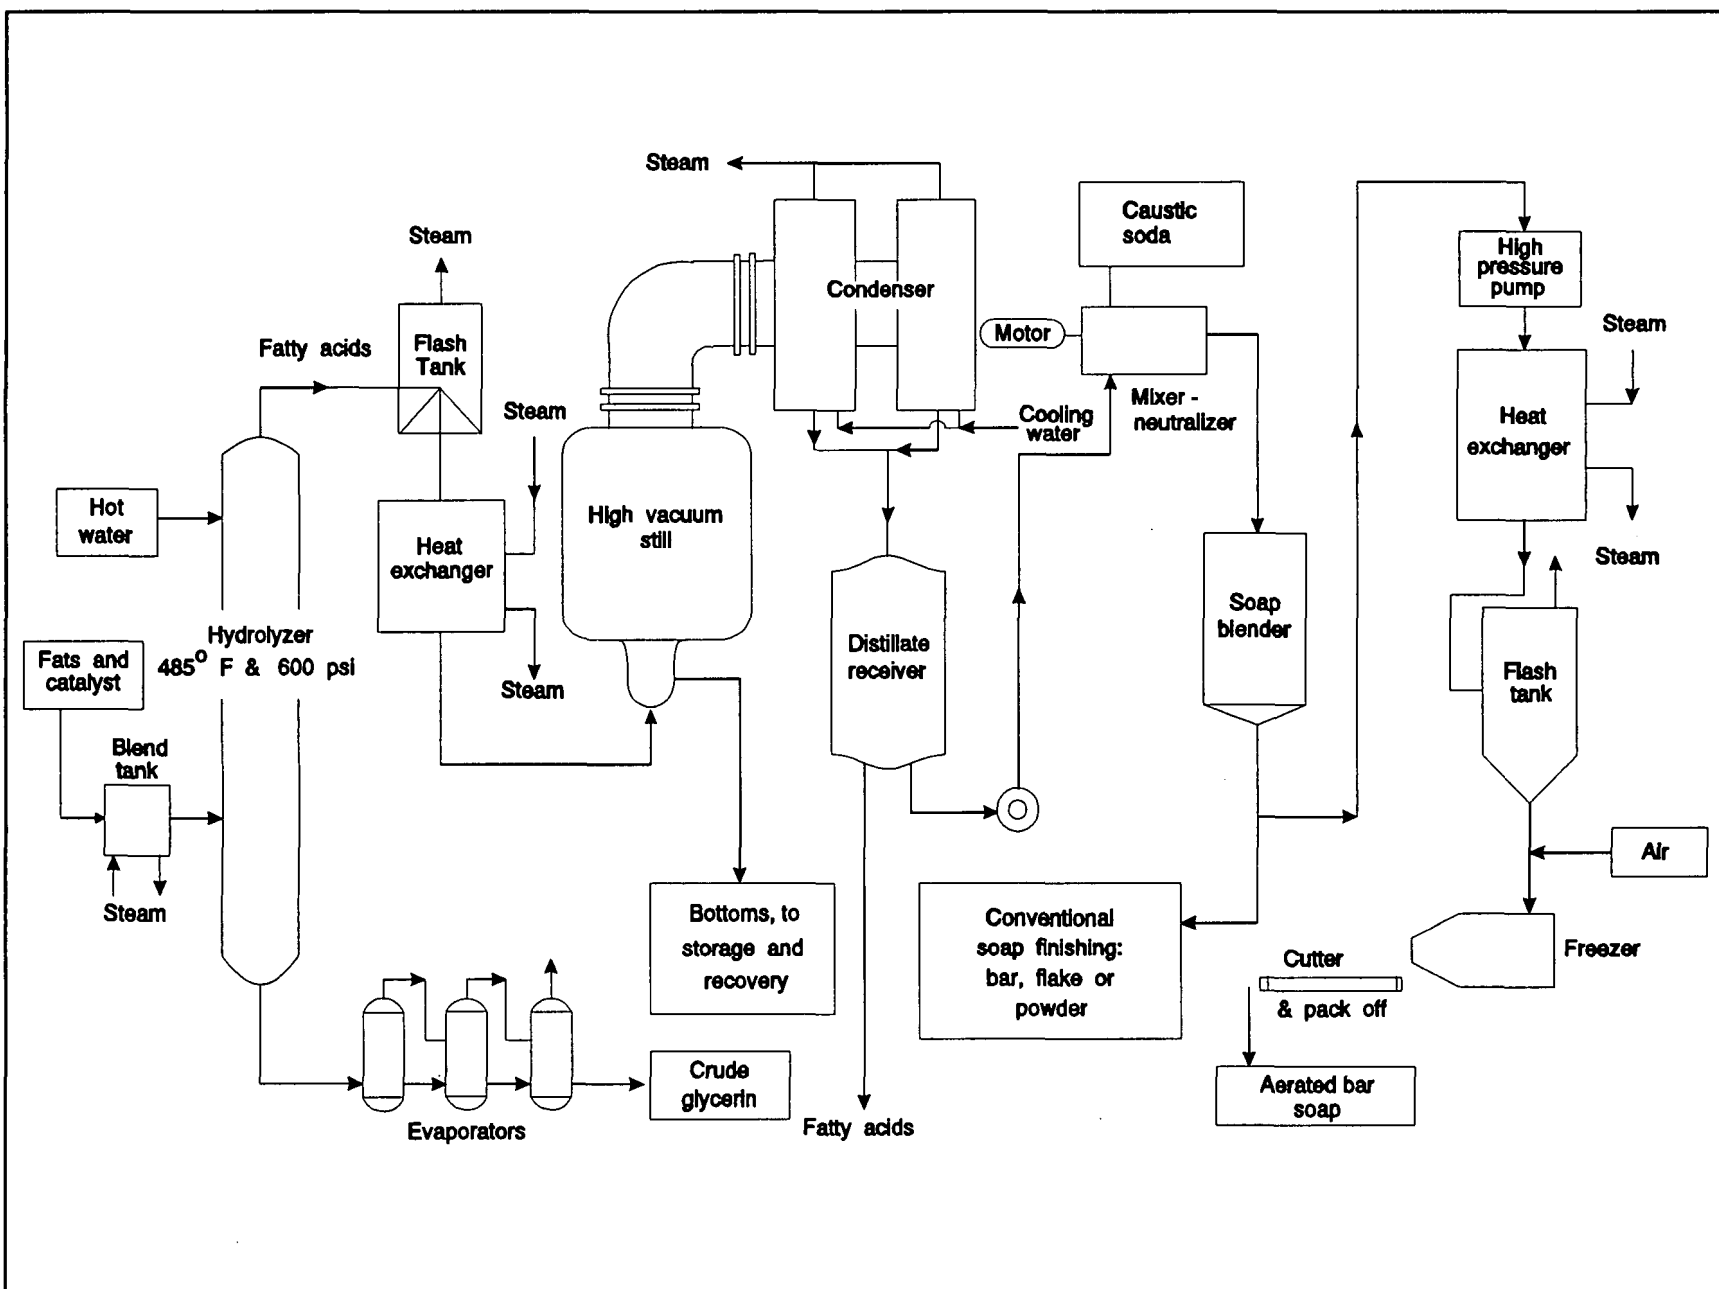 Steam
Caustic
soda
Steam
High
pressure
pump
Condenser
Steam
Motor
Flash
Tank
Fatty acids
Mixer -
neutralizer
Steam
Cooling
water
Heat
exchanger
Hot
water
High vacuum
still
Heat
exchanger
Steam
Soap
blender
Hydrolyzer
485° F & 600 psi
Distillate
receiver
Fats and
catalyst
Steam
Flash
tank
Blend
tank
Air
Steam
Bottoms, to
storage and
recovery
Conventional
soap finishing:
bar, flake or
powder
Freezer
Cutter
& pack off
Crude
glycerin
Aerated bar
soap
Evaporators
Fatty acids